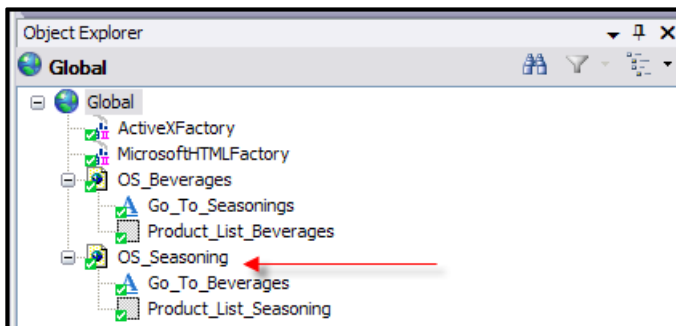 Object Explorer
Global
Global
ActiveXFactory
MicrosoftHTMLFactory
OS_Beverages
Go_To_Seasonings
Product_List_Beverages
OS_Seasoning
Go_To_Beverages
Product_List_Seasoning